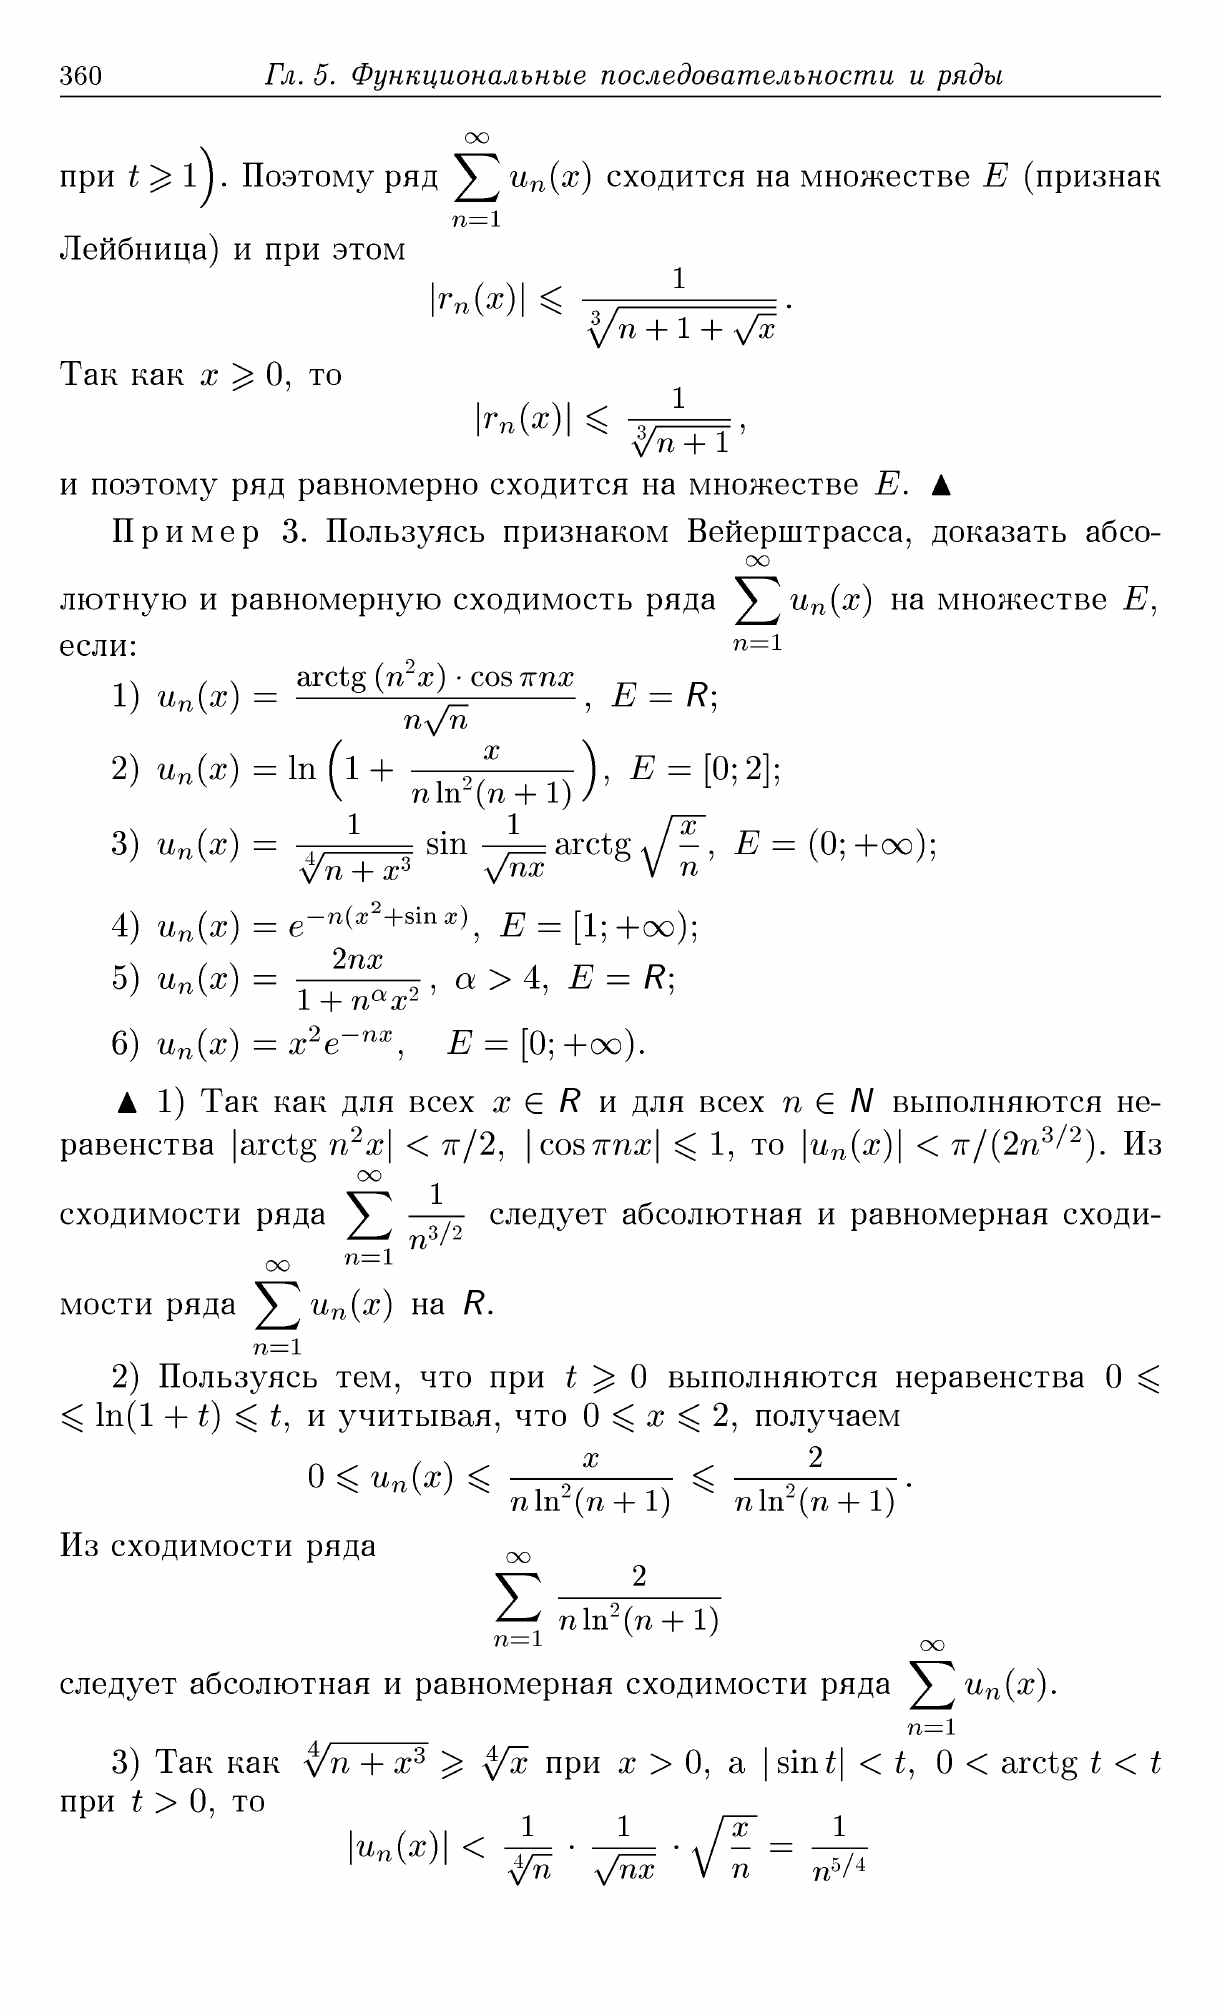 360 Гл. 5. Функциональные последовательности и ряды
при $t \geqslant 1\Big)$. Поэтому ряд $\sum_{n=1}^{\infty} u_n(x)$ сходится на множестве $E$ (признак
Лейбница) и при этом
$|r_n(x)| \leqslant \frac{1}{\sqrt[3]{n+1+\sqrt{x}}}.$
Так как $x \geqslant 0$, то
$|r_n(x)| \leqslant \frac{1}{\sqrt[3]{n+1}},$
и поэтому ряд равномерно сходится на множестве $E$. ▲
Пример 3. Пользуясь признаком Вейерштрасса, доказать абсо-
лютную и равномерную сходимость ряда $\sum_{n=1}^{\infty} u_n(x)$ на множестве $E$,
если:
1) $u_n(x) = \frac{\operatorname{arctg}(n^2x)\cdot\cos \pi nx}{n\sqrt{n}}$, $E = R$;
2) $u_n(x) = \ln\left(1+\frac{x}{n\ln^2(n+1)}\right)$, $E = [0;2]$;
3) $u_n(x) = \frac{1}{\sqrt[4]{n+x^3}} \sin\frac{1}{\sqrt{nx}} \operatorname{arctg}\sqrt{\frac{x}{n}}$, $E = (0;+\infty)$;
4) $u_n(x) = e^{-n(x^2+\sin x)}$, $E = [1;+\infty)$;
5) $u_n(x) = \frac{2nx}{1+n^{\alpha}x^2}$, $\alpha > 4$, $E = R$;
6) $u_n(x) = x^2e^{-nx}$, $E = [0;+\infty)$.
▲ 1) Так как для всех $x \in R$ и для всех $n \in N$ выполняются не-
равенства $|\operatorname{arctg} n^2x| < \pi/2$, $|\cos \pi nx| \leqslant 1$, то $|u_n(x)| < \pi/(2n^{3/2})$. Из
сходимости ряда $\sum_{n=1}^{\infty} \frac{1}{n^{3/2}}$ следует абсолютная и равномерная сходи-
мости ряда $\sum_{n=1}^{\infty} u_n(x)$ на $R$.
2) Пользуясь тем, что при $t \geqslant 0$ выполняются неравенства $0 \leqslant$
$\leqslant \ln(1+t) \leqslant t$, и учитывая, что $0 \leqslant x \leqslant 2$, получаем
$0 \leqslant u_n(x) \leqslant \frac{x}{n\ln^2(n+1)} \leqslant \frac{2}{n\ln^2(n+1)}.$
Из сходимости ряда
$\sum_{n=1}^{\infty} \frac{2}{n\ln^2(n+1)}$
следует абсолютная и равномерная сходимости ряда $\sum_{n=1}^{\infty} u_n(x)$.
3) Так как $\sqrt[4]{n+x^3} \geqslant \sqrt[4]{x}$ при $x > 0$, а $|\sin t| < t$, $0 < \operatorname{arctg} t < t$
при $t > 0$, то
$|u_n(x)| < \frac{1}{\sqrt[4]{n}} \cdot \frac{1}{\sqrt{nx}} \cdot \sqrt{\frac{x}{n}} = \frac{1}{n^{5/4}}$